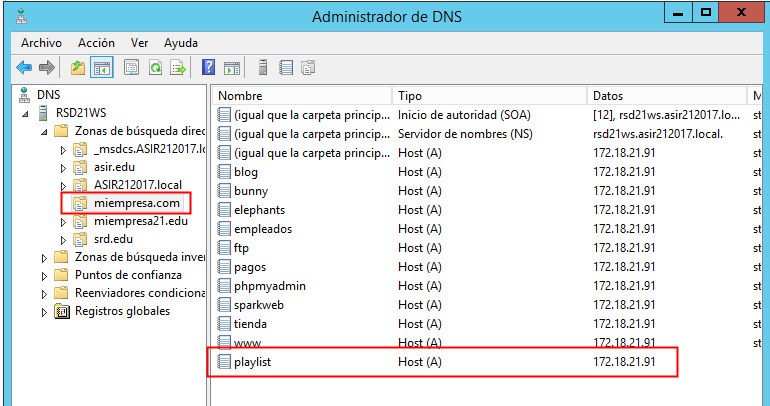 Administrador de DNS
Archivo Acción Ver Ayuda
DNS
RSD21WS
Zonas de búsqueda direc
_msdcs.ASIR212017.lo
asir.edu
ASIR212017.local
miempresa.com
miempresa21.edu
srd.edu
Zonas de búsqueda inver
Puntos de confianza
Reenviadores condiciona
Registros globales
Nombre Tipo Datos M
(igual que la carpeta princip... Inicio de autoridad (SOA) [12], rsd21ws.asir212017.lo... st
(igual que la carpeta princip... Servidor de nombres (NS) rsd21ws.asir212017.local. st
(igual que la carpeta princip... Host (A) 172.18.21.91 st
blog Host (A) 172.18.21.91 st
bunny Host (A) 172.18.21.91 st
elephants Host (A) 172.18.21.91 st
empleados Host (A) 172.18.21.91 st
ftp Host (A) 172.18.21.91 st
pagos Host (A) 172.18.21.91 st
phpmyadmin Host (A) 172.18.21.91 st
sparkweb Host (A) 172.18.21.91 st
tienda Host (A) 172.18.21.91 st
www Host (A) 172.18.21.91 st
playlist Host (A) 172.18.21.91